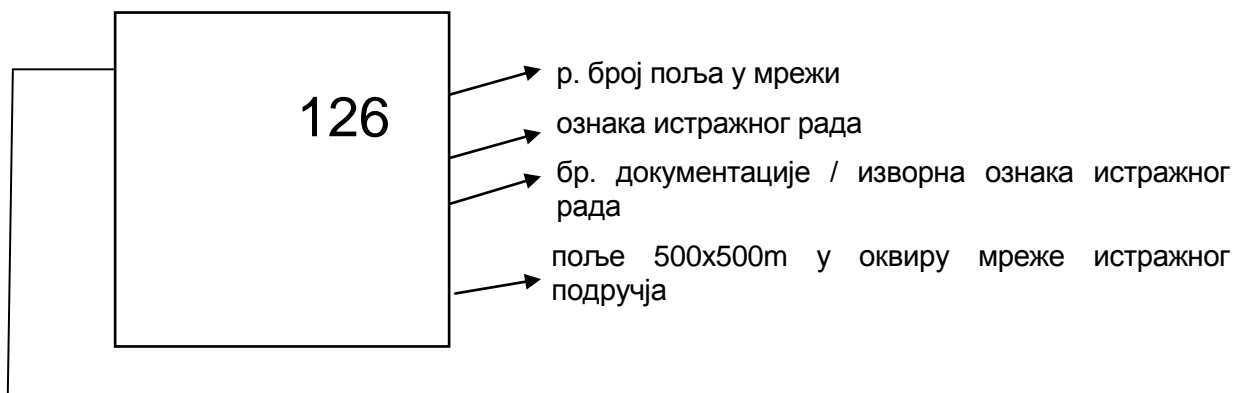 126
р. број поља у мрежи
ознака истражног рада
бр. документације / изворна ознака истражног
рада
поље 500x500m у оквиру мреже истражног
подручја